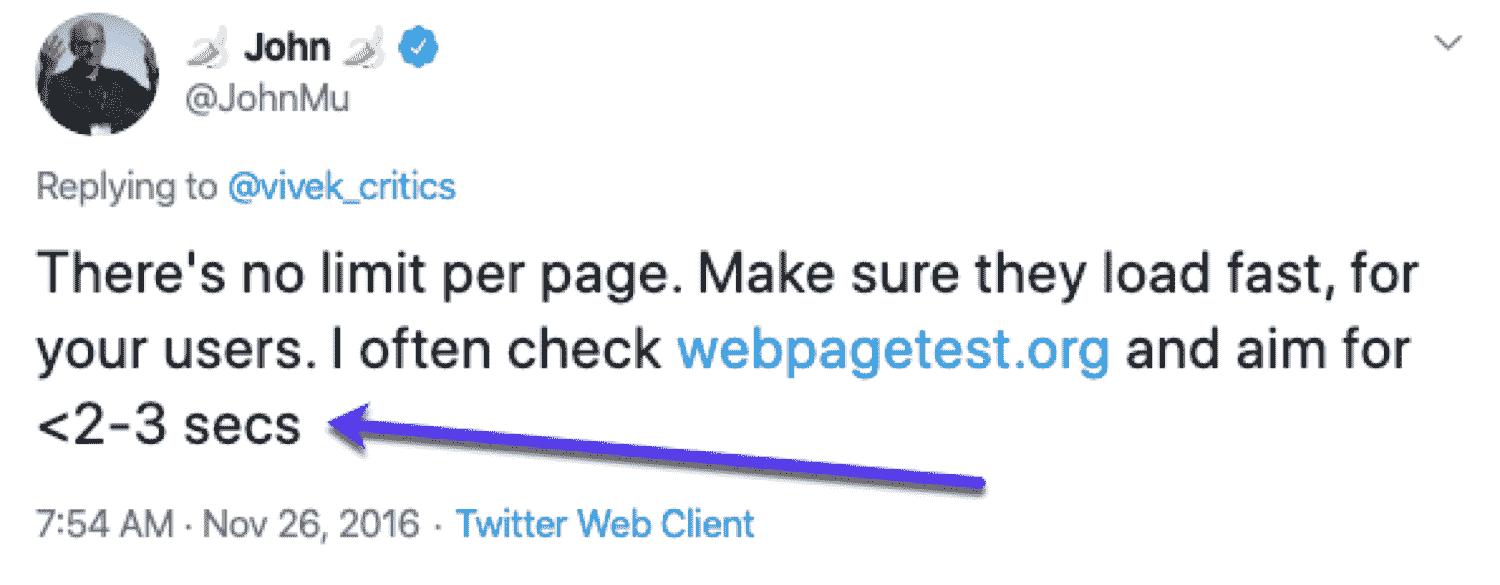 John
@JohnMu
Replying to @vivek_critics
There's no limit per page. Make sure they load fast, for
your users. I often check webpagetest.org and aim for
<2-3 secs
7:54 AM · Nov 26, 2016 · Twitter Web Client